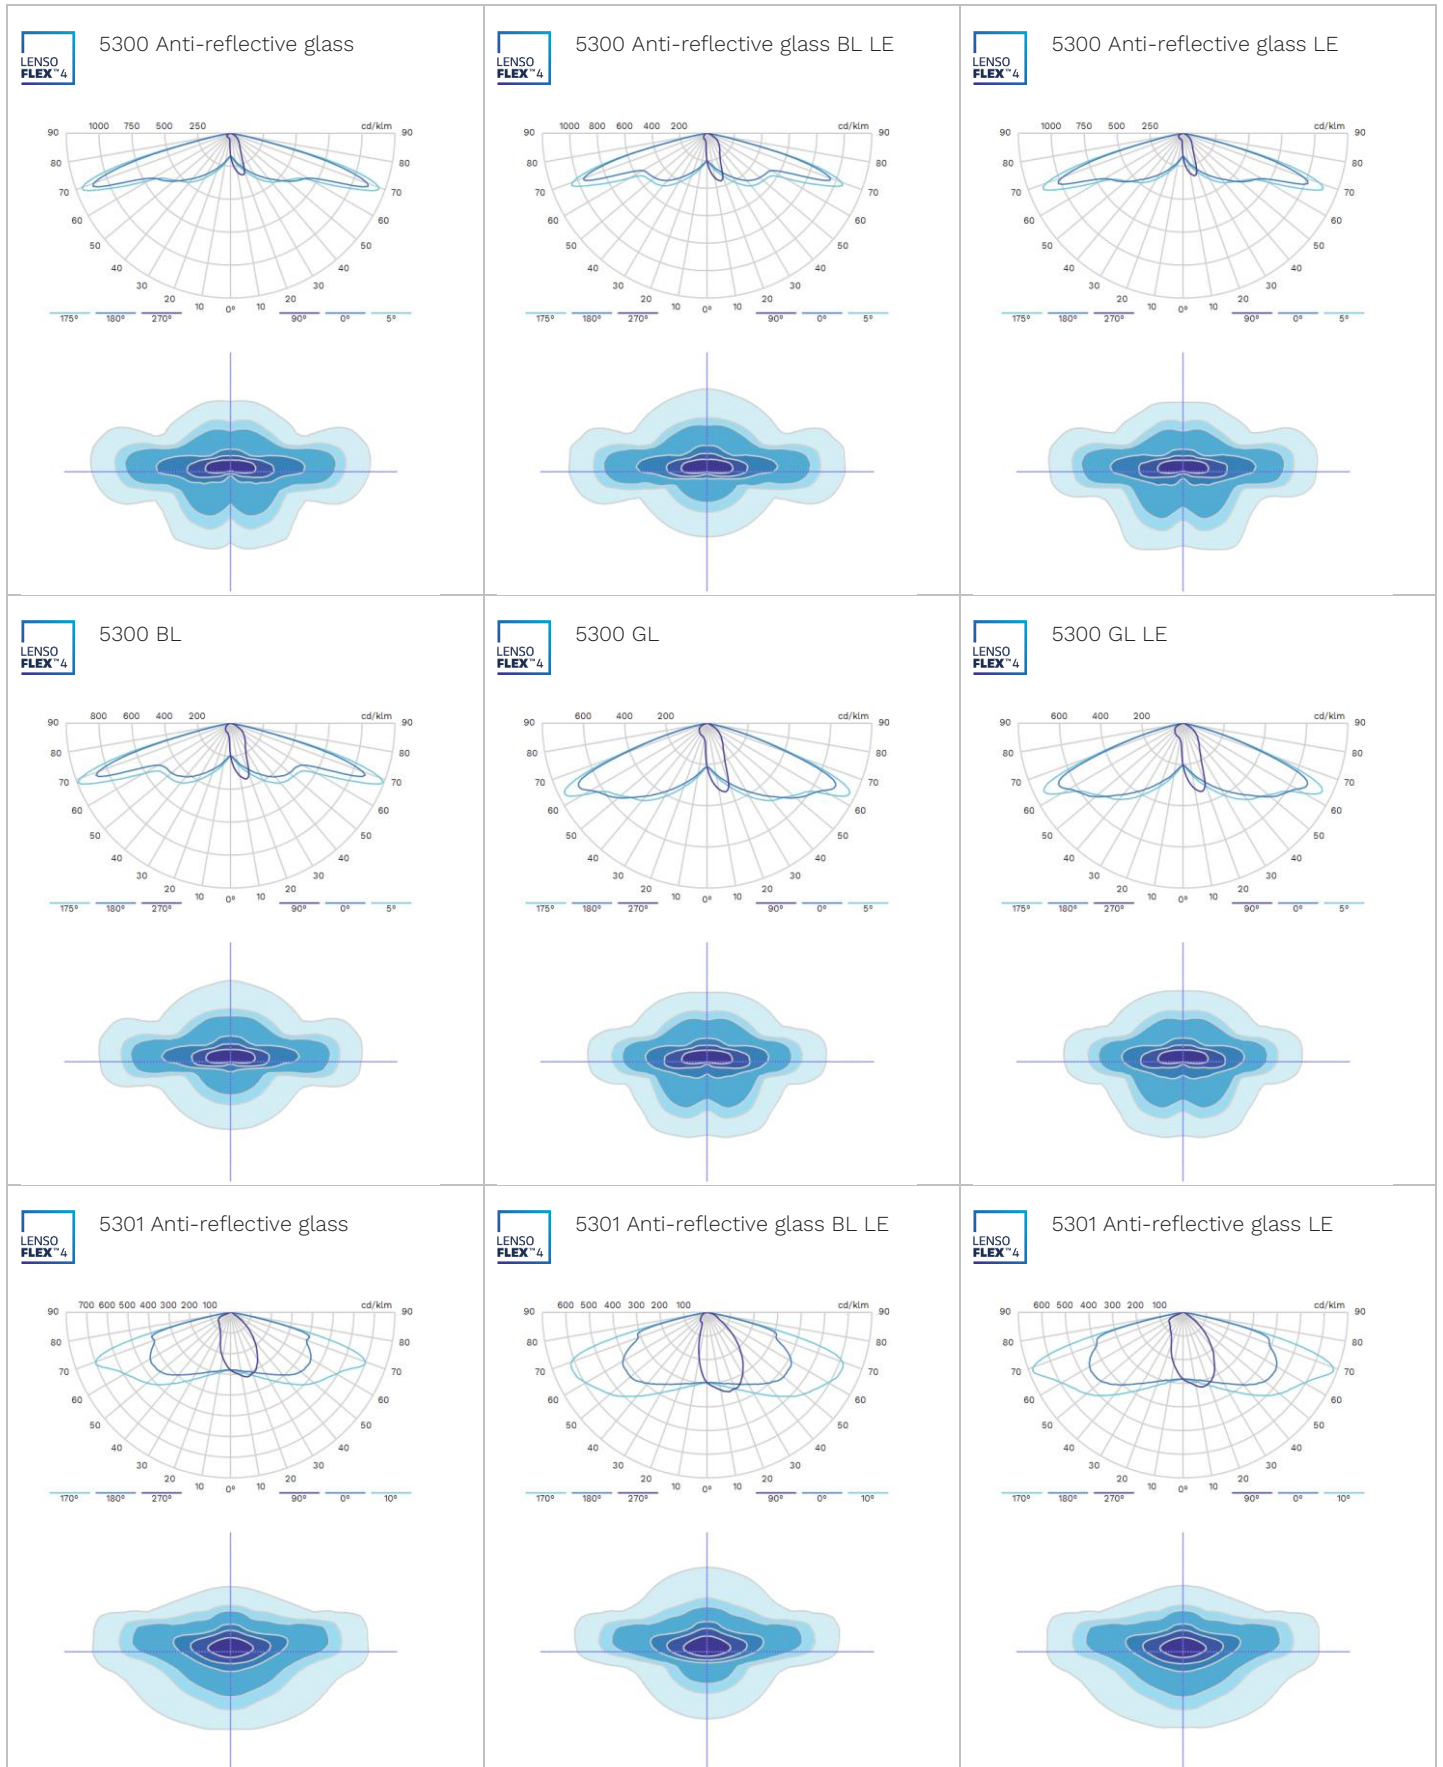 LENSO
FLEX™4
5300 Anti-reflective glass
90 1000 750 500 250 cd/klm 90
80 80
70 70
60 60
50 50
40 40
30 30
20 10 0° 10 20
175° 180° 270° 90° 0° 5°
LENSO
FLEX™4
5300 Anti-reflective glass BL LE
90 1000 800 600 400 200 cd/klm 90
80 80
70 70
60 60
50 50
40 40
30 30
20 10 0° 10 20
175° 180° 270° 90° 0° 5°
LENSO
FLEX™4
5300 Anti-reflective glass LE
90 1000 750 500 250 cd/klm 90
80 80
70 70
60 60
50 50
40 40
30 30
20 10 0° 10 20
175° 180° 270° 90° 0° 5°
LENSO
FLEX™4
5300 BL
90 800 600 400 200 cd/klm 90
80 80
70 70
60 60
50 50
40 40
30 30
20 10 0° 10 20
175° 180° 270° 90° 0° 5°
LENSO
FLEX™4
5300 GL
90 600 400 200 cd/klm 90
80 80
70 70
60 60
50 50
40 40
30 30
20 10 0° 10 20
175° 180° 270° 90° 0° 5°
LENSO
FLEX™4
5300 GL LE
90 600 400 200 cd/klm 90
80 80
70 70
60 60
50 50
40 40
30 30
20 10 0° 10 20
175° 180° 270° 90° 0° 5°
LENSO
FLEX™4
5301 Anti-reflective glass
90 700 600 500 400 300 200 100 cd/klm 90
80 80
70 70
60 60
50 50
40 40
30 30
20 10 0° 10 20
170° 180° 270° 90° 0° 10°
LENSO
FLEX™4
5301 Anti-reflective glass BL LE
90 600 500 400 300 200 100 cd/klm 90
80 80
70 70
60 60
50 50
40 40
30 30
20 10 0° 10 20
170° 180° 270° 90° 0° 10°
LENSO
FLEX™4
5301 Anti-reflective glass LE
90 600 500 400 300 200 100 cd/klm 90
80 80
70 70
60 60
50 50
40 40
30 30
20 10 0° 10 20
170° 180° 270° 90° 0° 10°